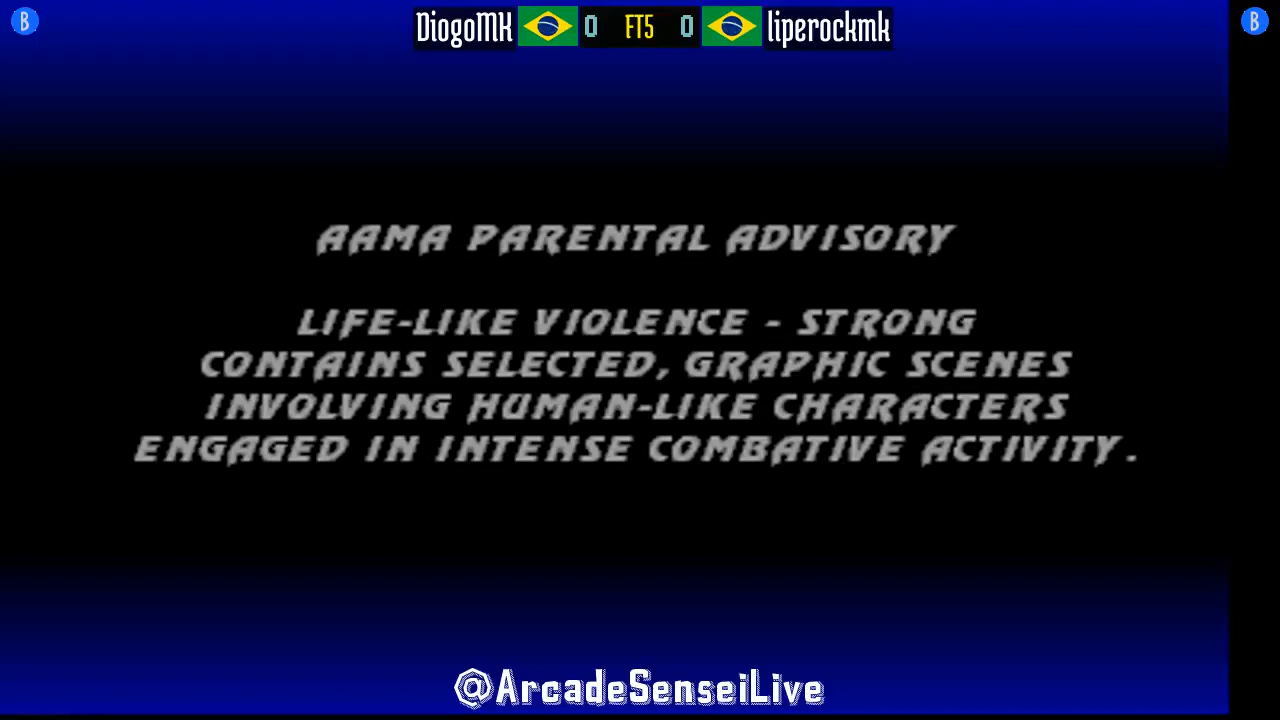 B DiogoMK 0 FT5 0 liperockmk B
AAMA PARENTAL ADVISORY
LIFE-LIKE VIOLENCE - STRONG
CONTAINS SELECTED, GRAPHIC SCENES
INVOLVING HUMAN-LIKE CHARACTERS
ENGAGED IN INTENSE COMBATIVE ACTIVITY.
@ArcadeSenseiLive